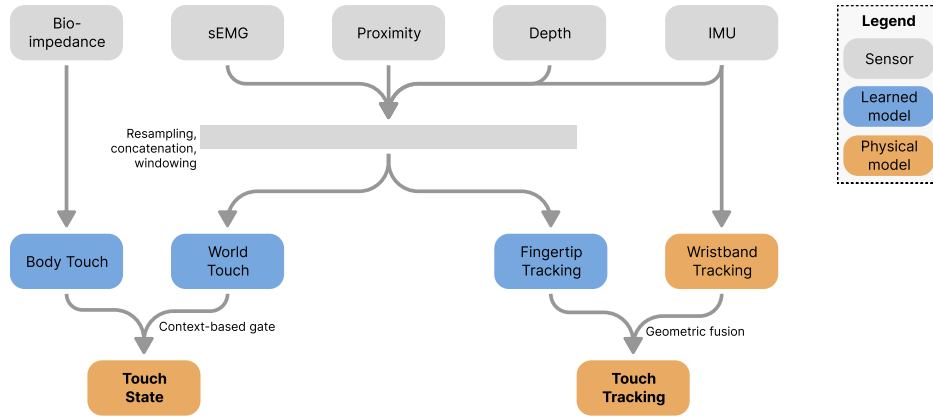 Bio-
impedance
sEMG
Proximity
Depth
IMU
Legend
Sensor
Learned
model
Physical
model
Resampling,
concatenation,
windowing
Body Touch
World
Touch
Fingertip
Tracking
Wristband
Tracking
Context-based gate
Geometric fusion
Touch
State
Touch
Tracking